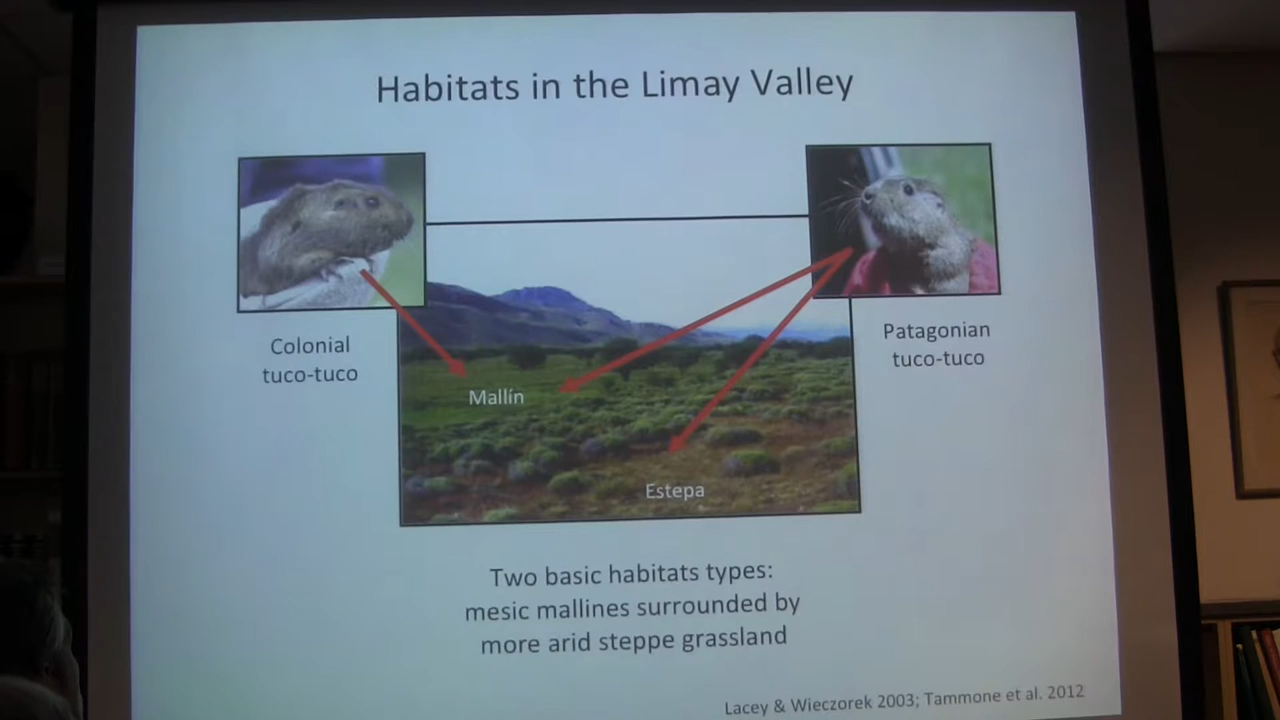 Habitats in the Limay Valley
Colonial
tuco-tuco
Patagonian
tuco-tuco
Mallín
Estepa
Two basic habitats types:
mesic mallines surrounded by
more arid steppe grassland
Lacey & Wieczorek 2003; Tammone et al. 2012